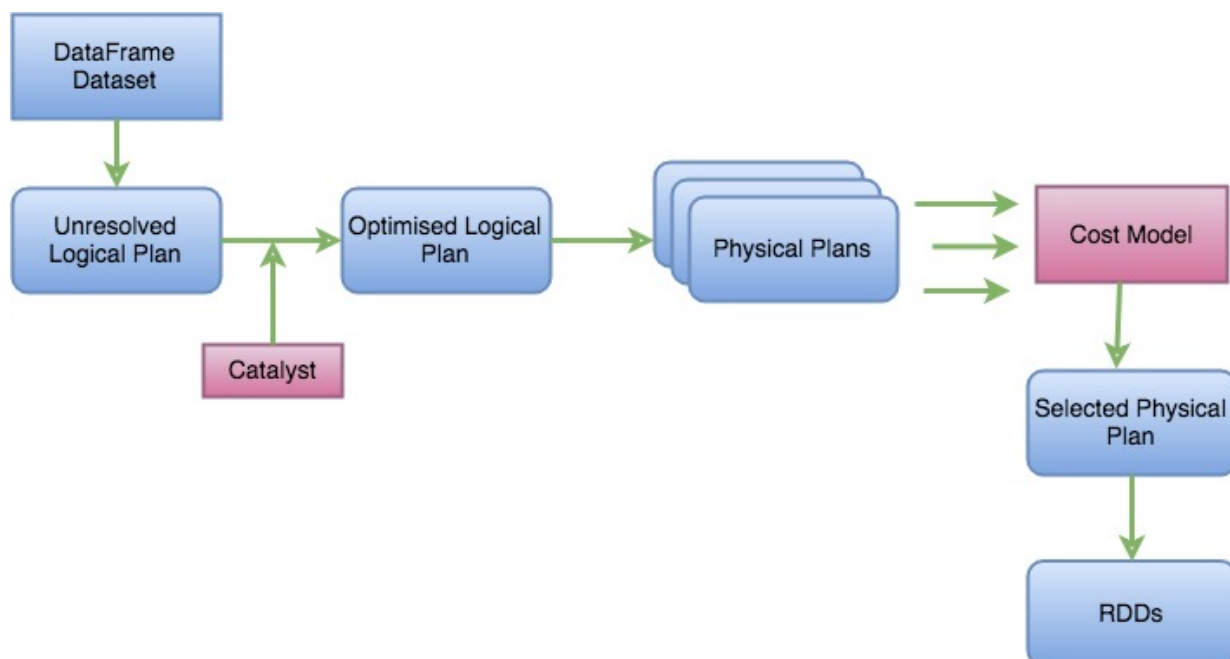 DataFrame
Dataset
Unresolved
Logical Plan
Optimised Logical
Plan
Physical Plans
Cost Model
Catalyst
Selected Physical
Plan
RDDs